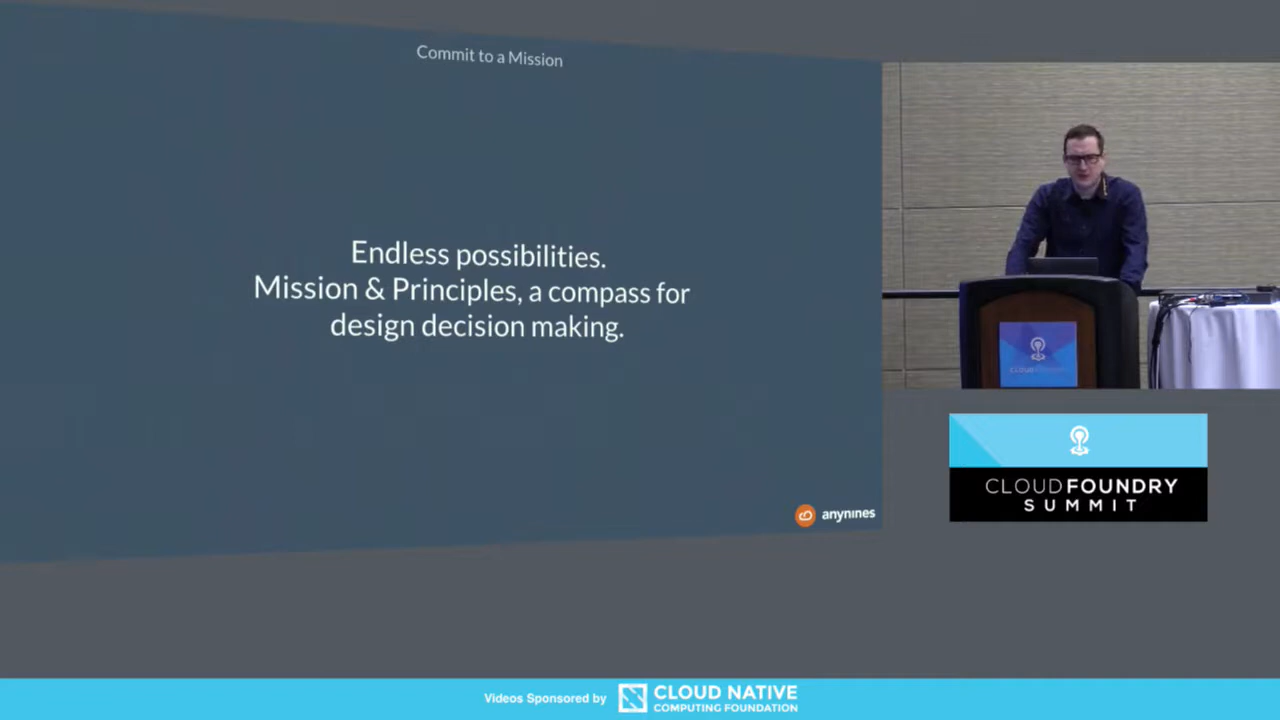 Commit to a Mission
Endless possibilities.
Mission & Principles, a compass for
design decision making.
anynines
CLOUD FOUNDRY
CLOUDFOUNDRY
SUMMIT
Videos Sponsored by
CLOUD NATIVE
COMPUTING FOUNDATION